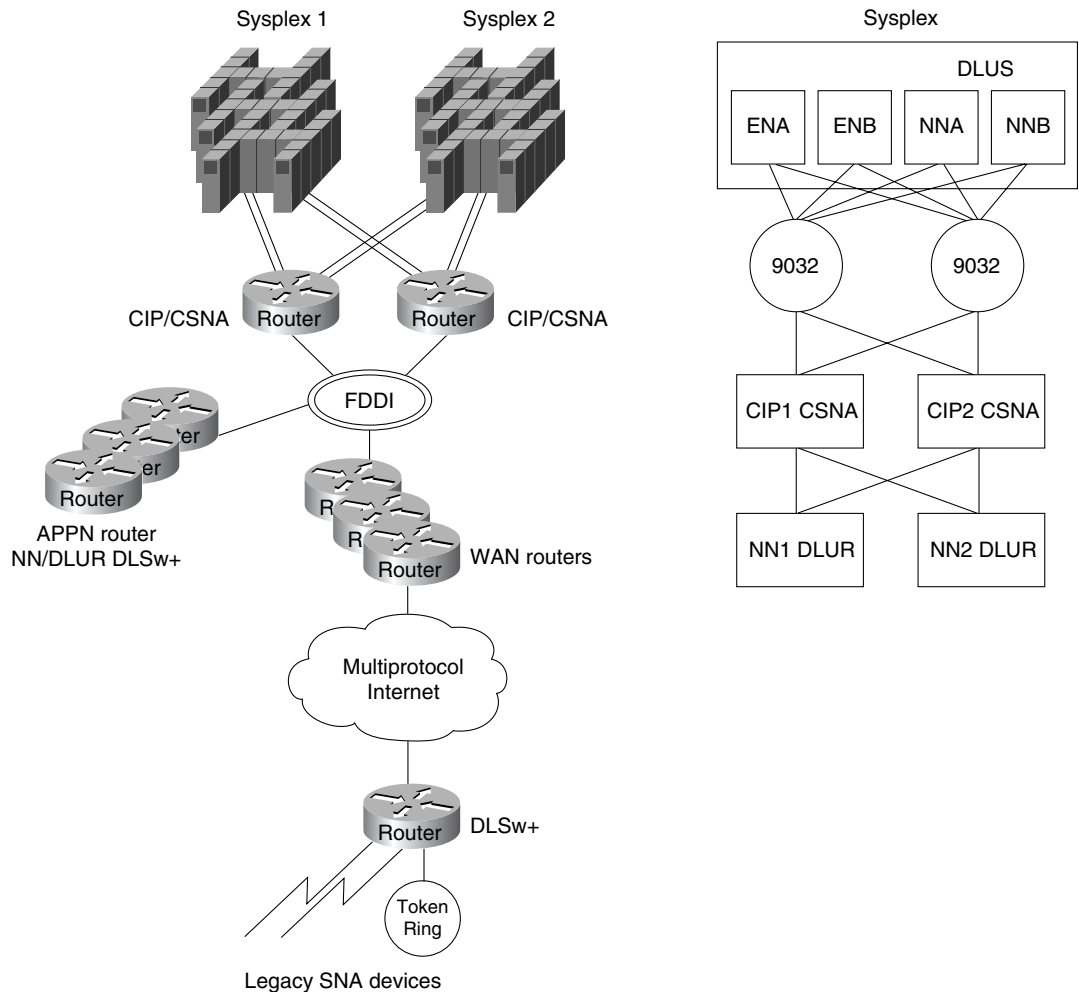 Sysplex 1
Sysplex 2
Router
Router
CIP/CSNA
CIP/CSNA
FDDI
ter
er
Router
APPN router
NN/DLUR DLSw+
R
R
Router
WAN routers
Multiprotocol
Internet
Router
DLSw+
Token
Ring
Legacy SNA devices
Sysplex
DLUS
ENA
ENB
NNA
NNB
9032
9032
CIP1 CSNA
CIP2 CSNA
NN1 DLUR
NN2 DLUR